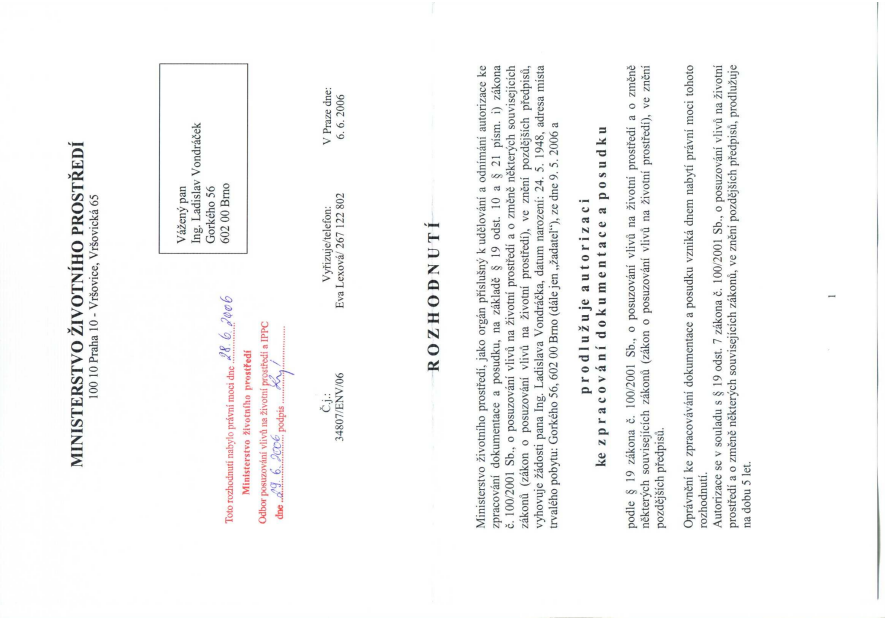 MINISTERSTVO ŽIVOTNÍHO PROSTŘEDÍ
100 10 Praha 10 - Vršovice, Vršovická 65
Vážený pan
Ing. Ladislav Vondráček
Gorkého 56
602 00 Brno
Toto rozhodnutí nabylo právní moci dne 28. 6. 2006
Ministerstvo životního prostředí
Odbor posuzování vlivů na životní prostředí a IPPC
dne 29. 6. 2006 podpis
Č.j.: Vyřizuje/telefon: V Praze dne:
34807/ENV/06 Eva Lexová/ 267 122 802 6. 6. 2006
ROZHODNUTÍ
Ministerstvo životního prostředí, jako orgán příslušný k udělování a odnímání autorizace ke
zpracování dokumentace a posudku, na základě § 19 odst. 10 a § 21 písm. i) zákona
č. 100/2001 Sb., o posuzování vlivů na životní prostředí a o změně některých souvisejících
zákonů (zákon o posuzování vlivů na životní prostředí), ve znění pozdějších předpisů,
vyhovuje žádosti pana Ing. Ladislava Vondráčka, datum narození: 24. 5. 1948, adresa místa
trvalého pobytu: Gorkého 56, 602 00 Brno (dále jen „žadatel"), ze dne 9. 5. 2006 a
prodlužuje autorizaci
ke zpracování dokumentace a posudku
podle § 19 zákona č. 100/2001 Sb., o posuzování vlivů na životní prostředí a o změně
některých souvisejících zákonů (zákon o posuzování vlivů na životní prostředí), ve znění
pozdějších předpisů.
Oprávnění ke zpracovávání dokumentace a posudku vzniká dnem nabytí právní moci tohoto
rozhodnutí.
Autorizace se v souladu s § 19 odst. 7 zákona č. 100/2001 Sb., o posuzování vlivů na životní
prostředí a o změně některých souvisejících zákonů, ve znění pozdějších předpisů, prodlužuje
na dobu 5 let.
1